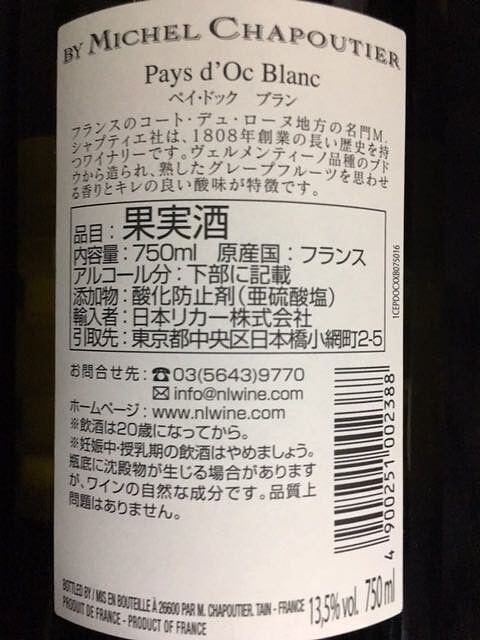 BY MICHEL CHAPOUTIER
Pays d'Oc Blanc
ペイ・ドック ブラン
フランスのコート・デュ・ローヌ地方の名門M.
シャプティエ社は、1808年創業の長い歴史を持
つワイナリーです。ヴェルメンティーノ品種のブド
ウから造られ、熟したグレープフルーツを思わせ
る香りとキレの良い酸味が特徴です。
品目：果実酒
内容量：750ml 原産国：フランス
アルコール分：下部に記載
添加物：酸化防止剤（亜硫酸塩）
輸入者：日本リカー株式会社
引取先：東京都中央区日本橋小網町2-5
1CEPDOCXXB075016
お問合せ先：☎03(5643)9770
✉info@nlwine.com
ホームページ：www.nlwine.com
※飲酒は20歳になってから。
※妊娠中・授乳期の飲酒はやめましょう。
瓶底に沈殿物が生じる場合があります
が、ワインの自然な成分です。品質上
問題はありません。
4 900251 002388
BOTTLED BY / MIS EN BOUTEILLE À 26600 PAR M. CHAPOUTIER. TAIN - FRANCE
PRODUIT DE FRANCE - PRODUCT OF FRANCE
13,5% vol. 750 ml